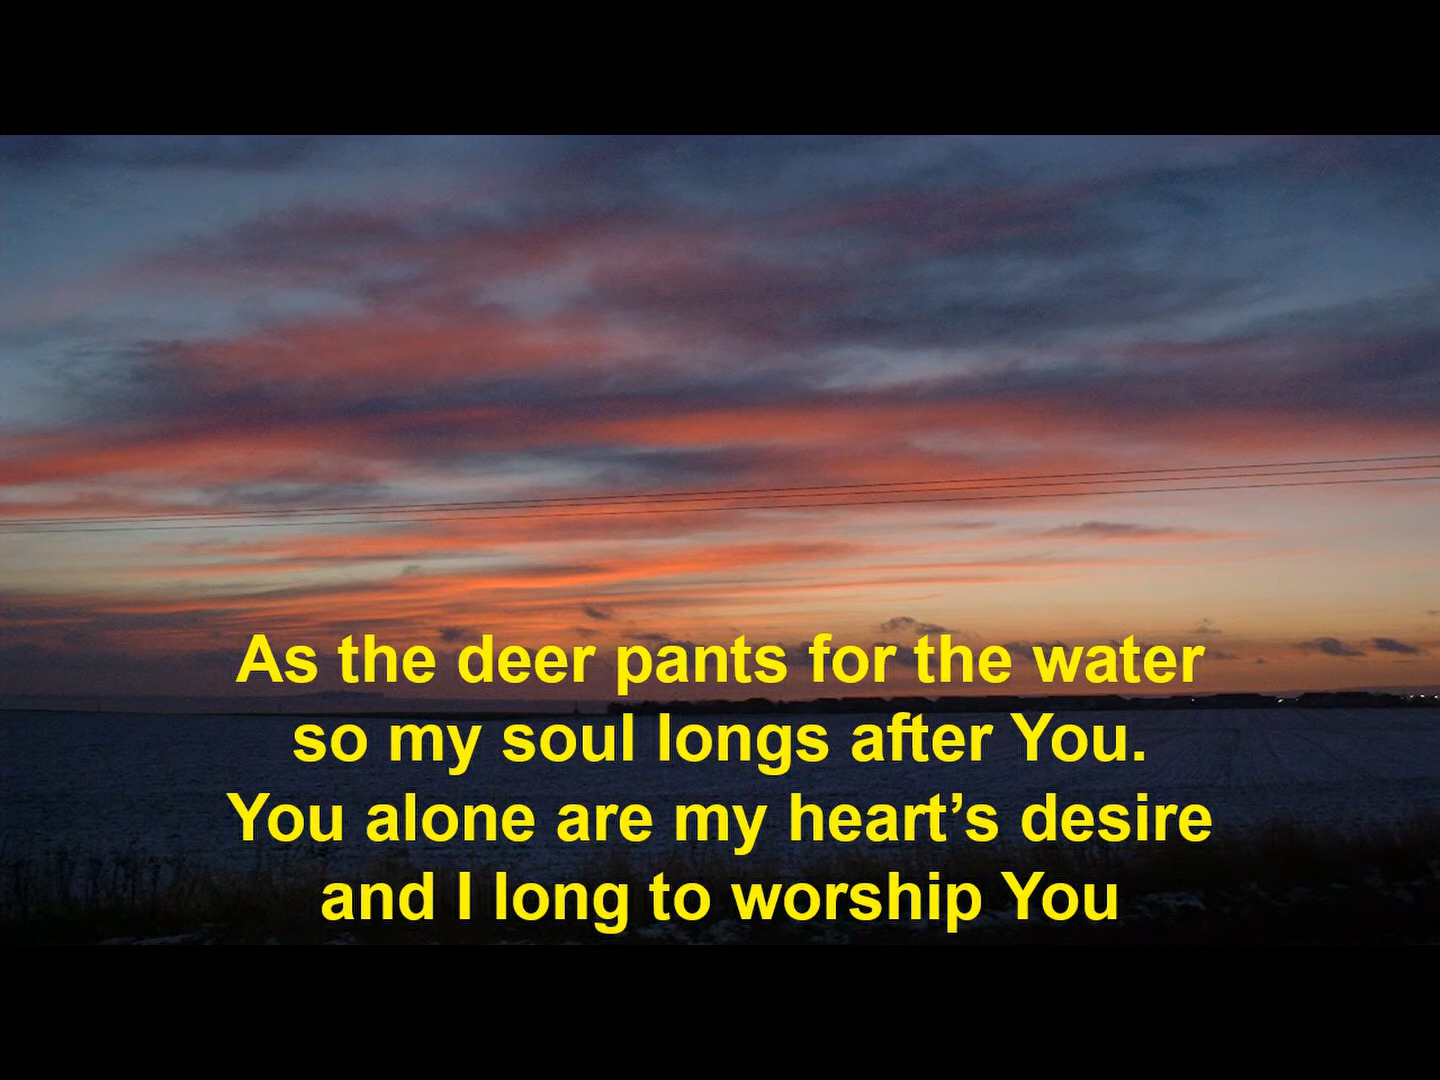 As the deer pants for the water
so my soul longs after You.
You alone are my heart’s desire
and I long to worship You